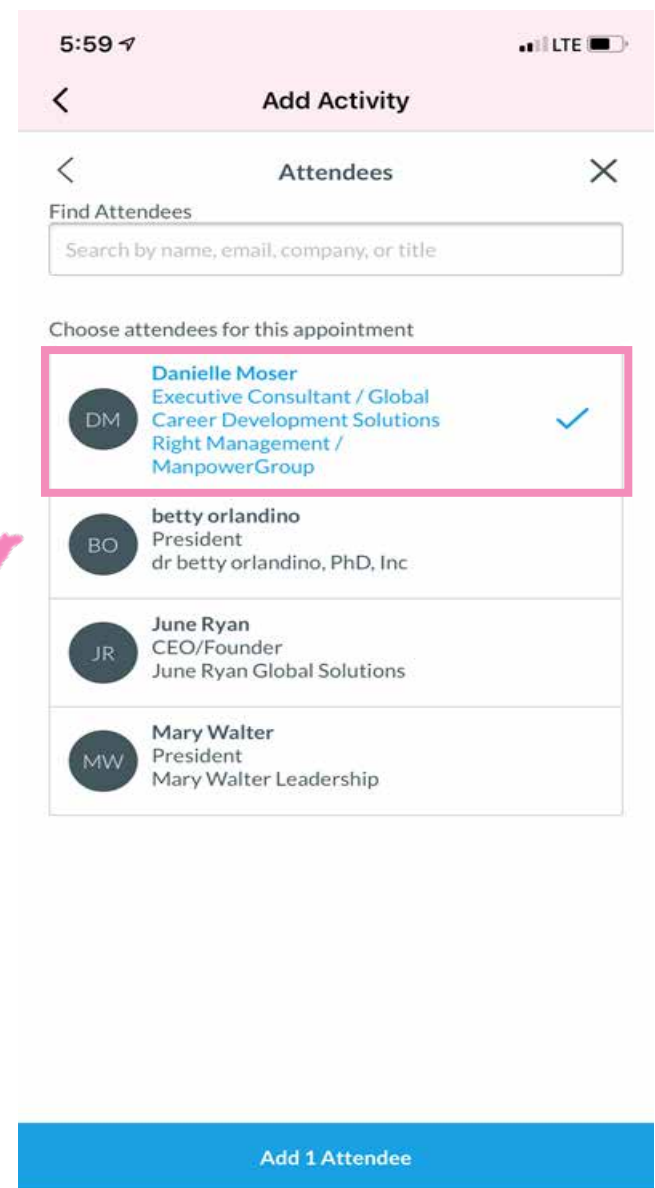 5:59
LTE
Add Activity
Attendees
Find Attendees
Search by name, email, company, or title
Choose attendees for this appointment
DM
Danielle Moser
Executive Consultant / Global
Career Development Solutions
Right Management /
ManpowerGroup
BO
betty orlandino
President
dr betty orlandino, PhD, Inc
JR
June Ryan
CEO/Founder
June Ryan Global Solutions
MW
Mary Walter
President
Mary Walter Leadership
Add 1 Attendee